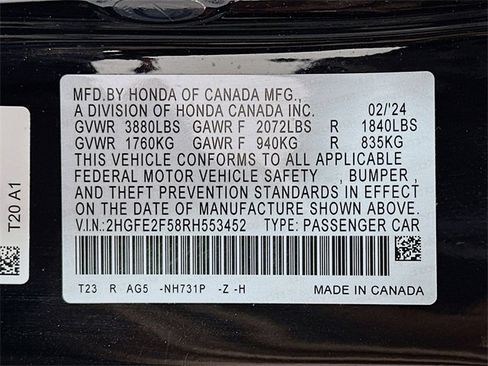 MFD.BY HONDA OF CANADA MFG.,
A DIVISION OF HONDA CANADA INC. 02/'24
GVWR 3880LBS GAWR F 2072LBS R 1840LBS
GVWR 1760KG GAWR F 940KG R 835KG
THIS VEHICLE CONFORMS TO ALL APPLICABLE
FEDERAL MOTOR VEHICLE SAFETY , BUMPER ,
AND THEFT PREVENTION STANDARDS IN EFFECT
ON THE DATE OF MANUFACTURE SHOWN ABOVE.
V.I.N:2HGFE2F58RH553452 TYPE: PASSENGER CAR
T23 R AG5 -NH731P -Z -H MADE IN CANADA
T20 A1